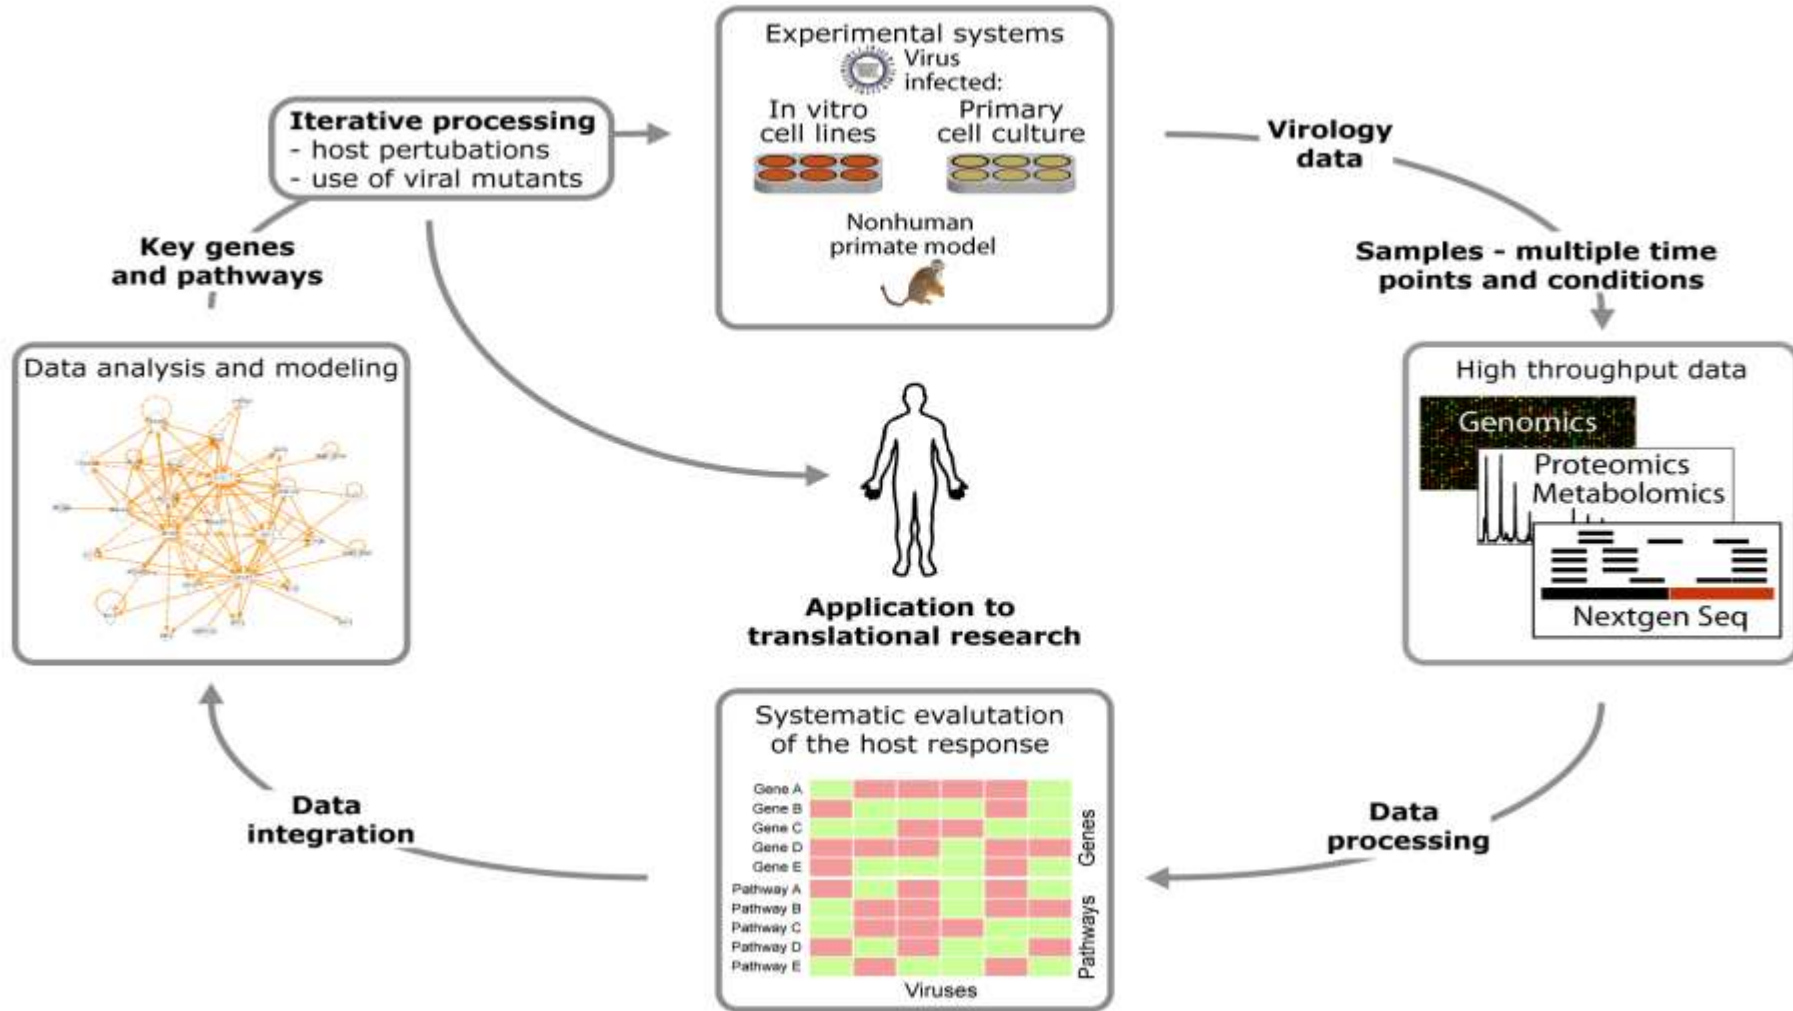 Experimental systems
Virus
infected:
In vitro
cell lines
Primary
cell culture
Nonhuman
primate model
Iterative processing
- host pertubations
- use of viral mutants
Virology
data
Key genes
and pathways
Samples - multiple time
points and conditions
Data analysis and modeling
High throughput data
Genomics
Proteomics
Metabolomics
Nextgen Seq
Application to
translational research
Systematic evalutation
of the host response
Gene A
Gene B
Gene C
Gene D
Gene E
Genes
Pathway A
Pathway B
Pathway C
Pathway D
Pathway E
Pathways
Viruses
Data
integration
Data
processing